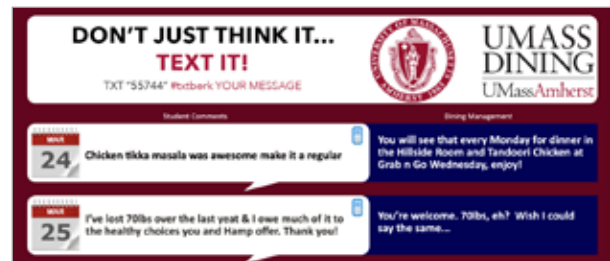 DON'T JUST THINK IT...
TEXT IT!
TXT "55744" #txtberk YOUR MESSAGE
UNIVERSITY OF MASSACHUSETTS
AMHERST
UMASS
DINING
UMassAmherst
Student Comments
Dining Management
MAR
24
Chicken tikka masala was awesome make it a regular
You will see that every Monday for dinner in
the Hillside Room and Tandoori Chicken at
Grab n Go Wednesday, enjoy!
MAR
25
I've lost 70lbs over the last yeat & I owe much of it to
the healthy choices you and Hamp offer. Thank you!
You're welcome. 70lbs, eh? Wish I could
say the same...